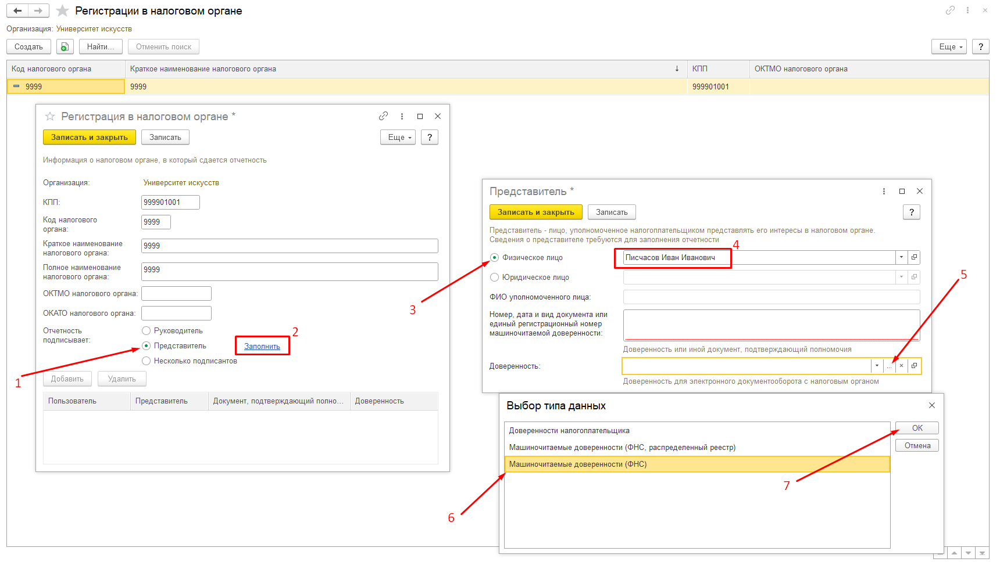 Регистрации в налоговом органе
Организация: Университет искусств
Создать Найти... Отменить поиск Еще ?
Код налогового органа Краткое наименование налогового органа ↓ КПП ОКТМО налогового органа
9999 9999 999901001
Регистрация в налоговом органе *
Записать и закрыть Записать Еще ?
Информация о налоговом органе, в который сдается отчетность
Организация: Университет искусств
КПП: 999901001
Код налогового
органа: 9999
Краткое наименование
налогового органа: 9999
Полное наименование
налогового органа: 9999
ОКТМО налогового органа:
ОКАТО налогового органа:
Отчетность
подписывает:
Руководитель
Представитель Заполнить
Несколько подписантов
1
2
Добавить Удалить
Пользователь Представитель Документ, подтверждающий полно... Доверенность
Представитель *
Записать и закрыть Записать ?
Представитель - лицо, уполномоченное налогоплательщиком представлять его интересы в налоговом органе.
Сведения о представителе требуются для заполнения отчетности
4
Физическое лицо Писчасов Иван Иванович
3
Юридическое лицо
5
ФИО уполномоченного лица:
Номер, дата и вид документа или
единый регистрационный номер
машиночитаемой доверенности:
Доверенность или иной документ, подтверждающий полномочия
Доверенность: ...
Доверенность для электронного документооборота с налоговым органом
Выбор типа данных
Доверенности налогоплательщика
Машиночитаемые доверенности (ФНС, распределенный реестр)
Машиночитаемые доверенности (ФНС)
ОК
Отмена
6
7